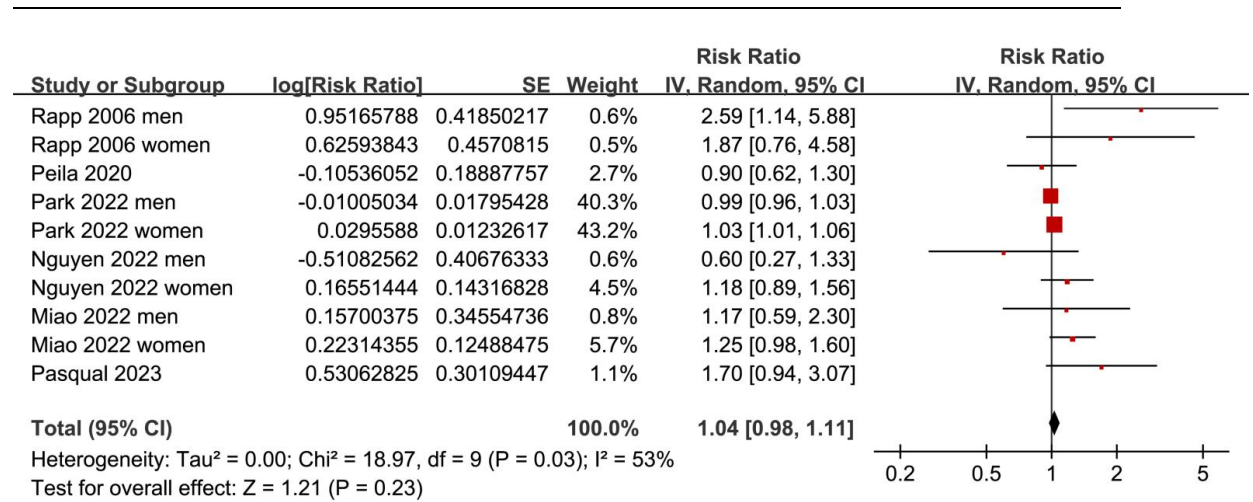 Risk Ratio Risk Ratio
Study or Subgroup log[Risk Ratio] SE Weight IV, Random, 95% CI IV, Random, 95% CI
Rapp 2006 men 0.95165788 0.41850217 0.6% 2.59 [1.14, 5.88]
Rapp 2006 women 0.62593843 0.4570815 0.5% 1.87 [0.76, 4.58]
Peila 2020 -0.10536052 0.18887757 2.7% 0.90 [0.62, 1.30]
Park 2022 men -0.01005034 0.01795428 40.3% 0.99 [0.96, 1.03]
Park 2022 women 0.0295588 0.01232617 43.2% 1.03 [1.01, 1.06]
Nguyen 2022 men -0.51082562 0.40676333 0.6% 0.60 [0.27, 1.33]
Nguyen 2022 women 0.16551444 0.14316828 4.5% 1.18 [0.89, 1.56]
Miao 2022 men 0.15700375 0.34554736 0.8% 1.17 [0.59, 2.30]
Miao 2022 women 0.22314355 0.12488475 5.7% 1.25 [0.98, 1.60]
Pasqual 2023 0.53062825 0.30109447 1.1% 1.70 [0.94, 3.07]
Total (95% CI) 100.0% 1.04 [0.98, 1.11]
Heterogeneity: Tau² = 0.00; Chi² = 18.97, df = 9 (P = 0.03); I² = 53%
Test for overall effect: Z = 1.21 (P = 0.23)
0.2 0.5 1 2 5